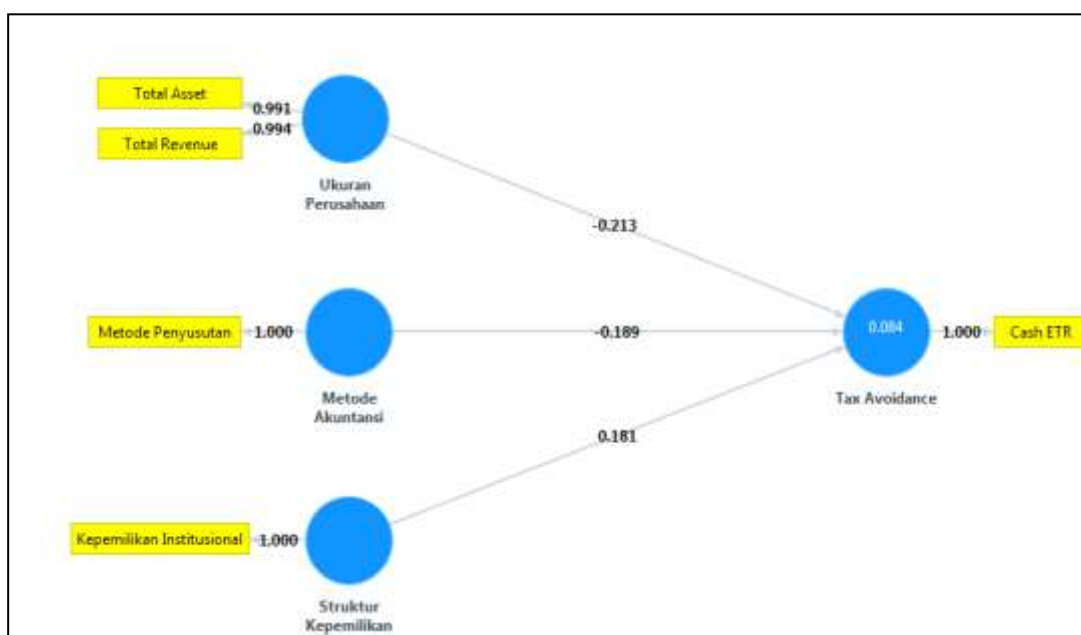 Total Asset
0.991
0.994
Total Revenue
Ukuran
Perusahaan
-0.213
Metode Penyusutan
1.000
-0.189
0.084
1.000
Cash ETR
Metode
Akuntansi
Tax Avoidance
0.181
Kepemilikan Institusional
1.000
Struktur
Kepemilikan